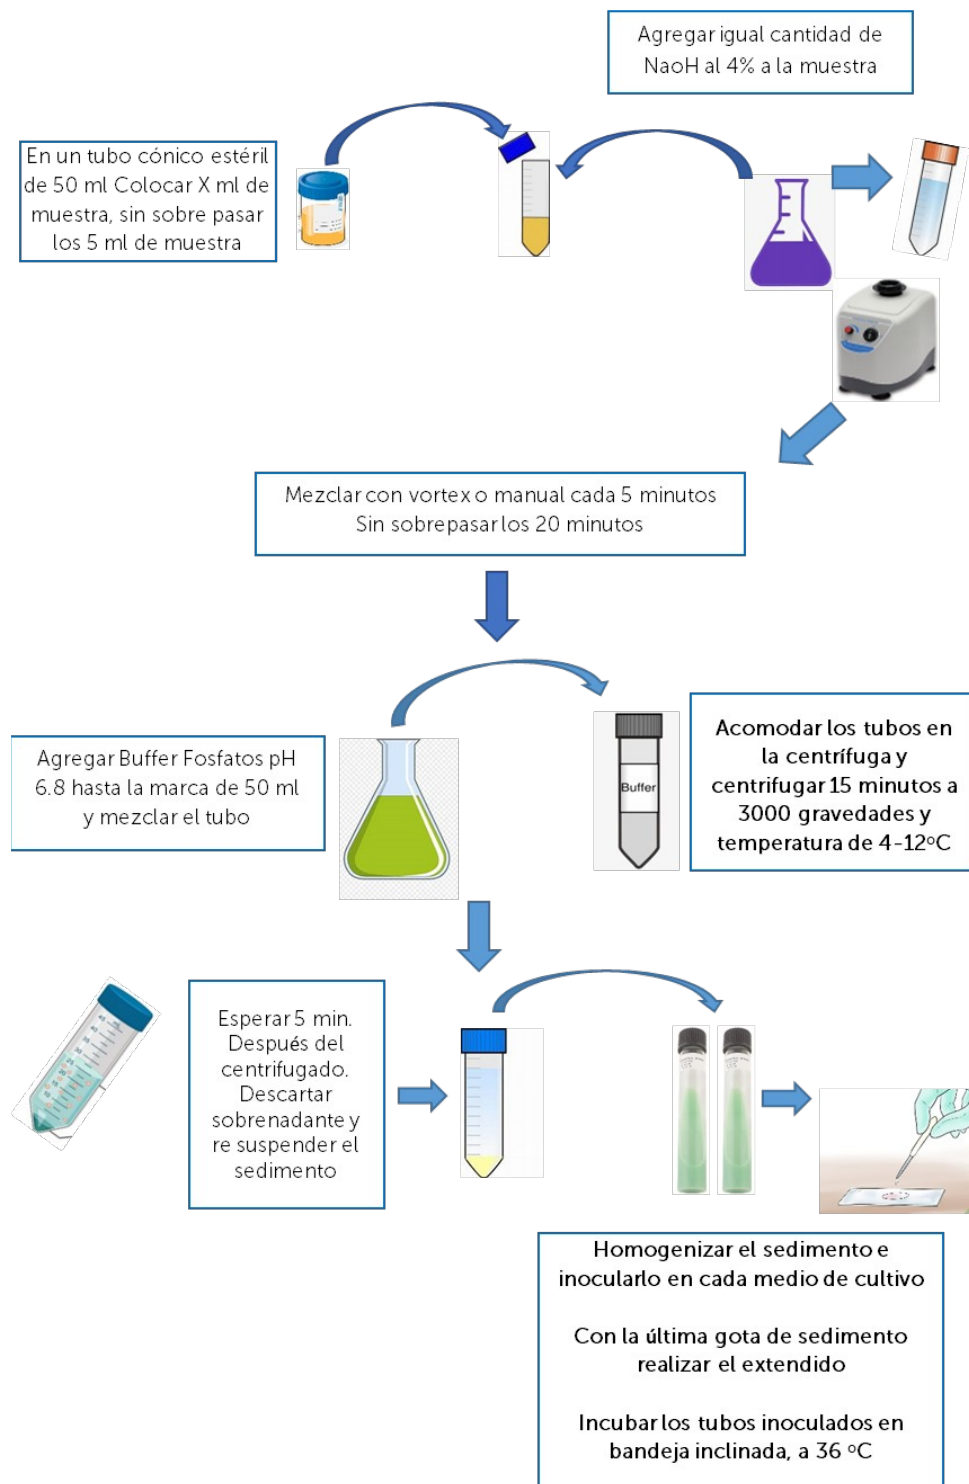 Agregar igual cantidad de
NaoH al 4% a la muestra
En un tubo cónico estéril
de 50 ml Colocar X ml de
muestra, sin sobre pasar
los 5 ml de muestra
Mezclar con vortex o manual cada 5 minutos
Sin sobrepasar los 20 minutos
Agregar Buffer Fosfatos pH
6.8 hasta la marca de 50 ml
y mezclar el tubo
Buffer
Acomodar los tubos en
la centrífuga y
centrifugar 15 minutos a
3000 gravedades y
temperatura de 4-12ºC
Esperar 5 min.
Después del
centrifugado.
Descartar
sobrenadante y
re suspender el
sedimento
Homogenizar el sedimento e
inocularlo en cada medio de cultivo
Con la última gota de sedimento
realizar el extendido
Incubar los tubos inoculados en
bandeja inclinada, a 36 ºC